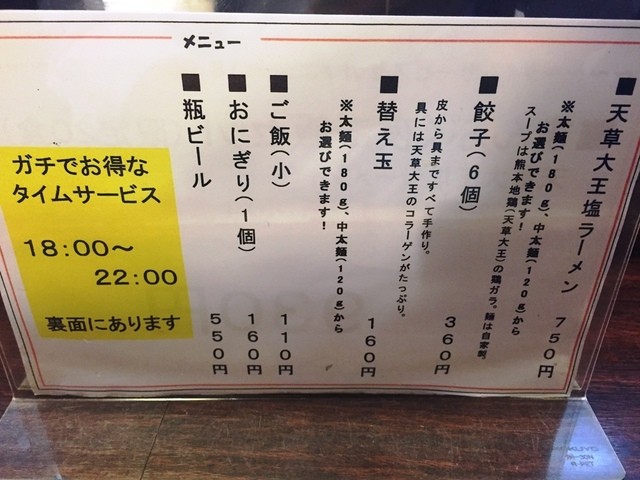 メニュー
■天草大王塩ラーメン 750円
※太麺(180g)、中太麺(120g)から
お選びできます!
スープは熊本地鶏(天草大王)の鶏ガラ。麺は自家製。
■餃子(6個) 360円
皮から具まですべて手作り。
具には天草大王のコラーゲンがたっぷり。
■替え玉 160円
※太麺(180g)、中太麺(120g)から
お選びできます!
■ご飯(小) 110円
■おにぎり(1個) 160円
■瓶ビール 550円
ガチでお得な
タイムサービス
18:00~
22:00
裏面にあります